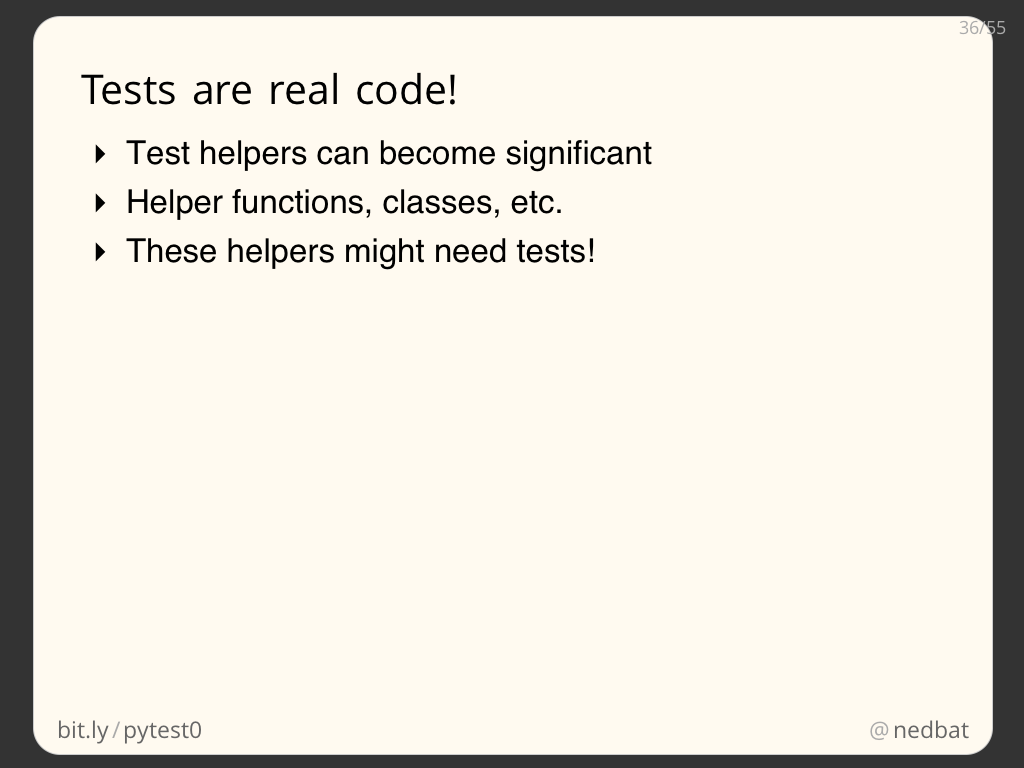 36/55
Tests are real code!
Test helpers can become significant
Helper functions, classes, etc.
These helpers might need tests!
bit.ly/pytest0
@nedbat